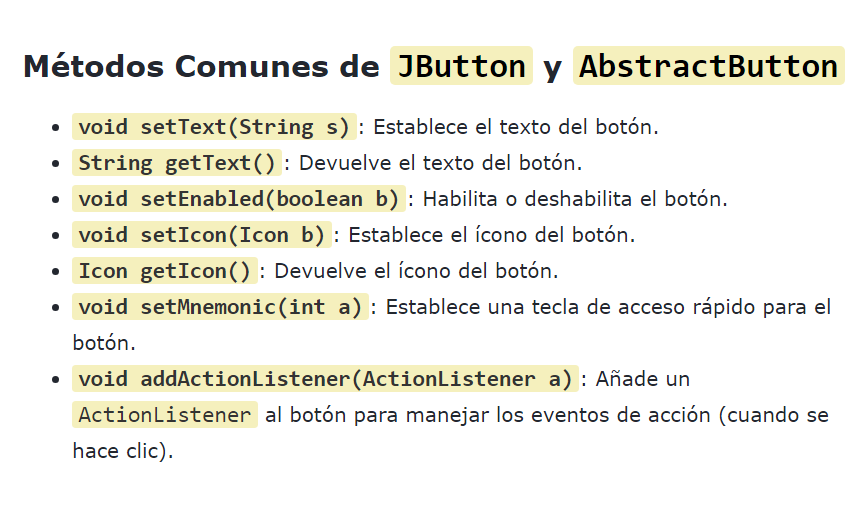 Métodos Comunes de JButton y AbstractButton
• void setText(String s): Establece el texto del botón.
• String getText(): Devuelve el texto del botón.
• void setEnabled(boolean b): Habilita o deshabilita el botón.
• void setIcon(Icon b): Establece el ícono del botón.
• Icon getIcon(): Devuelve el ícono del botón.
• void setMnemonic(int a): Establece una tecla de acceso rápido para el
botón.
• void addActionListener(ActionListener a): Añade un
ActionListener al botón para manejar los eventos de acción (cuando se
hace clic).